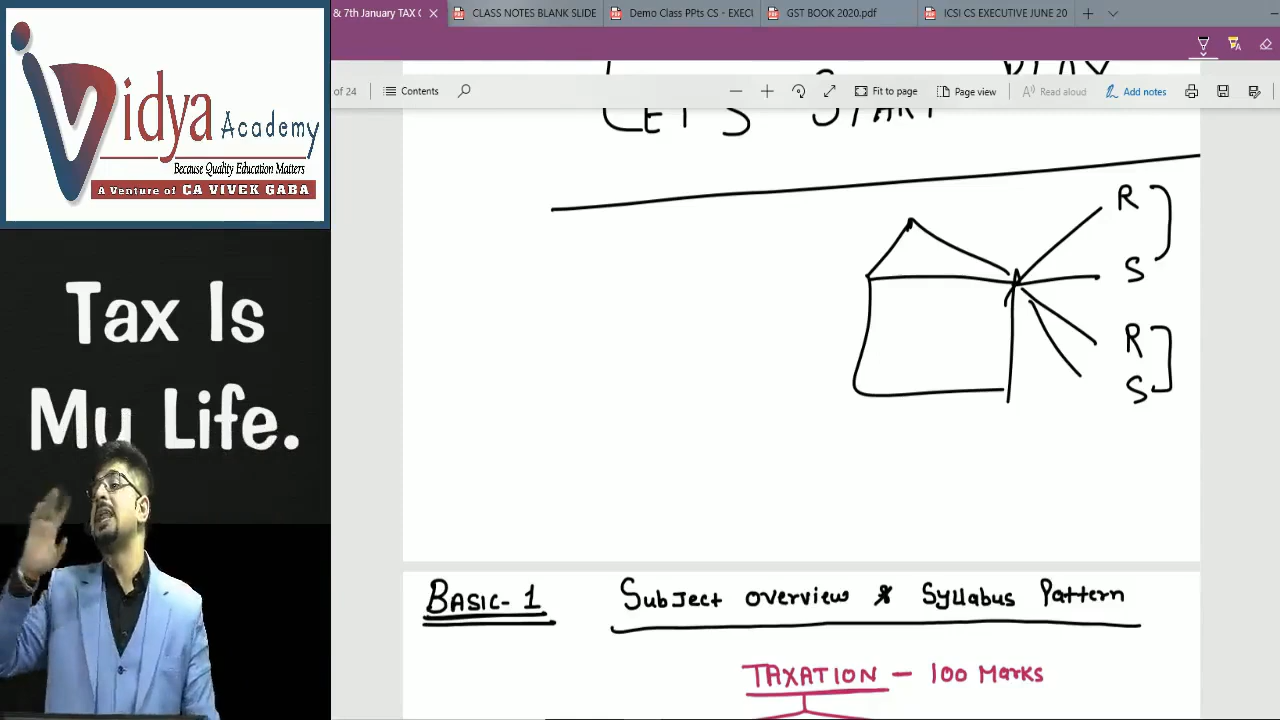 & 7th January TAX C
CLASS NOTES BLANK SLIDE
Demo Class PPts CS - EXECU
GST BOOK 2020.pdf
ICSI CS EXECUTIVE JUNE 20
of 24
Contents
Fit to page
Page view
Read aloud
Add notes
Vidya
Academy
Because Quality Education Matters
A Venture of CA VIVEK GABA
Tax Is
My Life.
PLAY
LET'S START
R
S
R
S
BASIC-1 Subject overview & Syllabus Pattern
TAXATION - 100 Marks